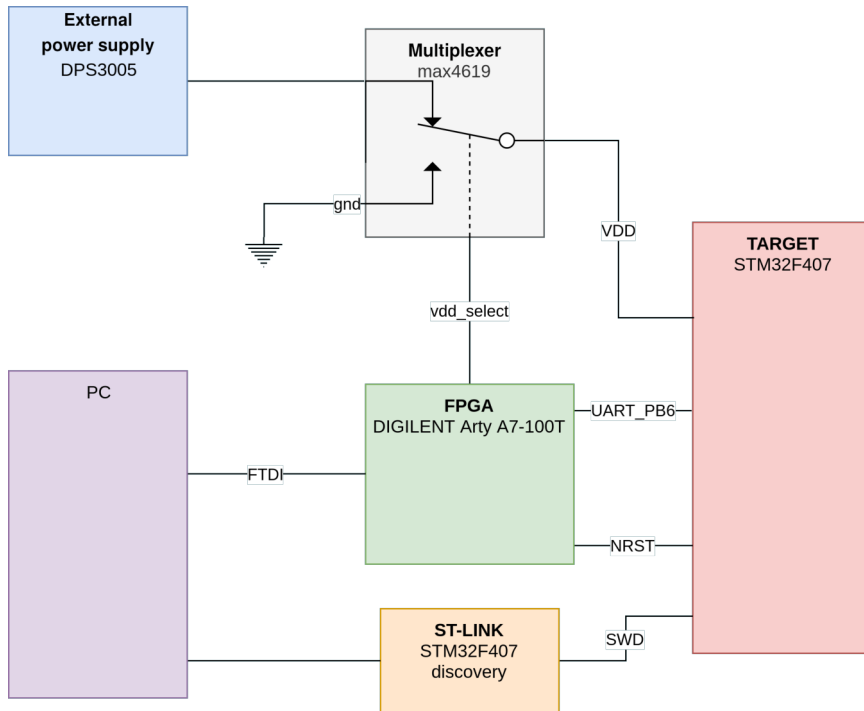 External
power supply
DPS3005
Multiplexer
max4619
gnd
VDD
TARGET
STM32F407
vdd_select
PC
FPGA
DIGILENT Arty A7-100T
UART_PB6
FTDI
NRST
ST-LINK
STM32F407
discovery
SWD